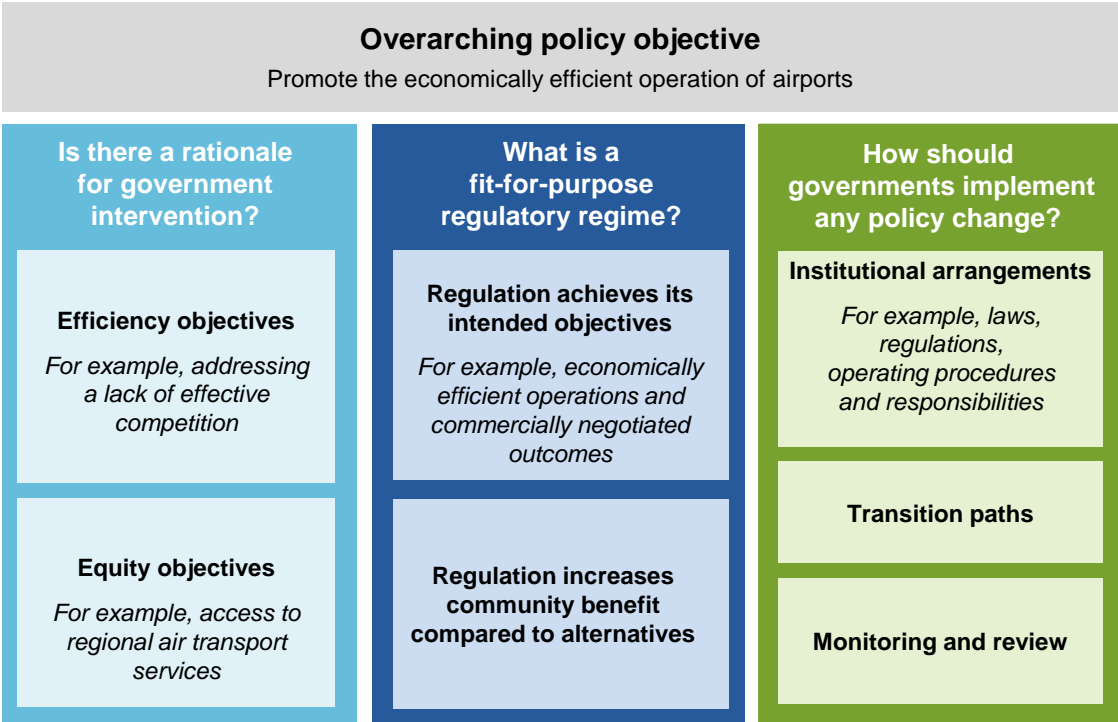 Overarching policy objective
Promote the economically efficient operation of airports
Is there a rationale
for government
intervention?
Efficiency objectives
For example, addressing
a lack of effective
competition
Equity objectives
For example, access to
regional air transport
services
What is a
fit-for-purpose
regulatory regime?
Regulation achieves its
intended objectives
For example, economically
efficient operations and
commercially negotiated
outcomes
Regulation increases
community benefit
compared to alternatives
How should
governments implement
any policy change?
Institutional arrangements
For example, laws,
regulations,
operating procedures
and responsibilities
Transition paths
Monitoring and review